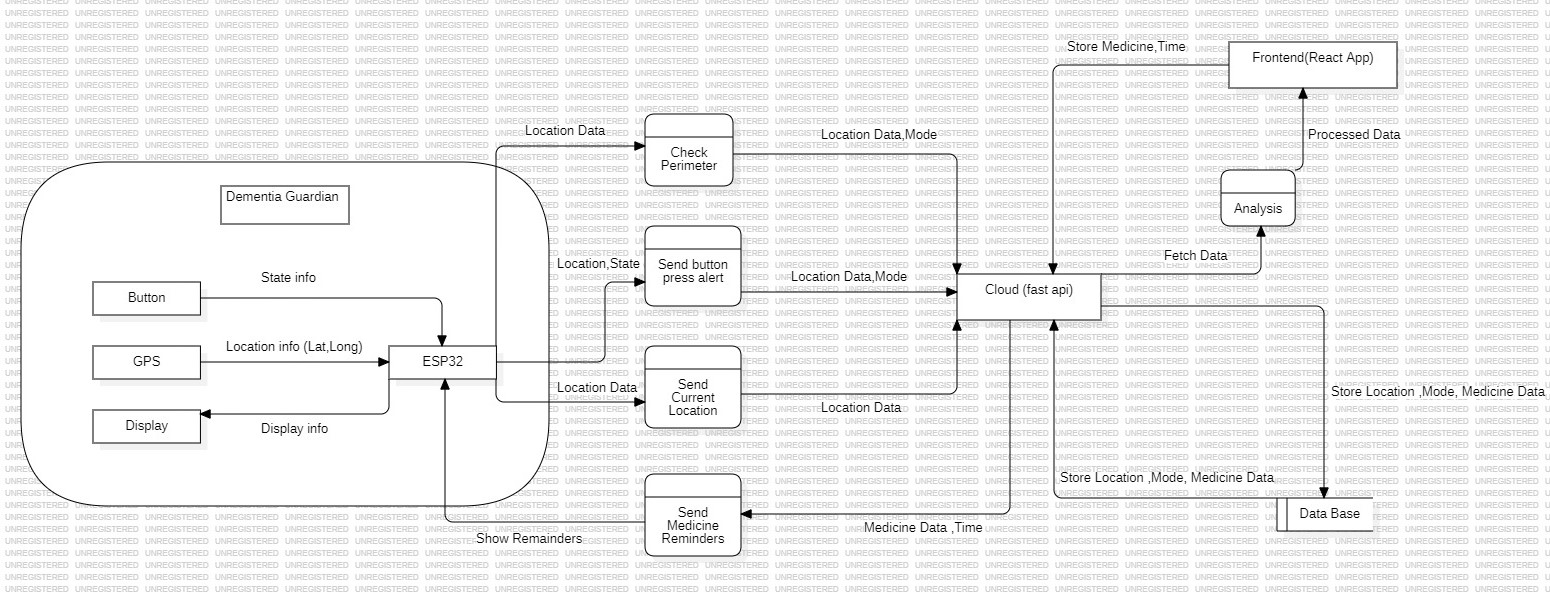 Store Medicine,Time
Frontend(React App)
Location Data
Location Data,Mode
Processed Data
Check
Perimeter
Dementia Guardian
Analysis
Location,State
Send button
press alert
Fetch Data
State info
Location Data,Mode
Cloud (fast api)
Button
Location info (Lat,Long)
GPS
ESP32
Location Data
Send
Current
Location
Store Location ,Mode, Medicine Data
Location Data
Display
Display info
Store Location ,Mode, Medicine Data
Send
Medicine
Reminders
Data Base
Medicine Data ,Time
Show Remainders
UNREGISTERED